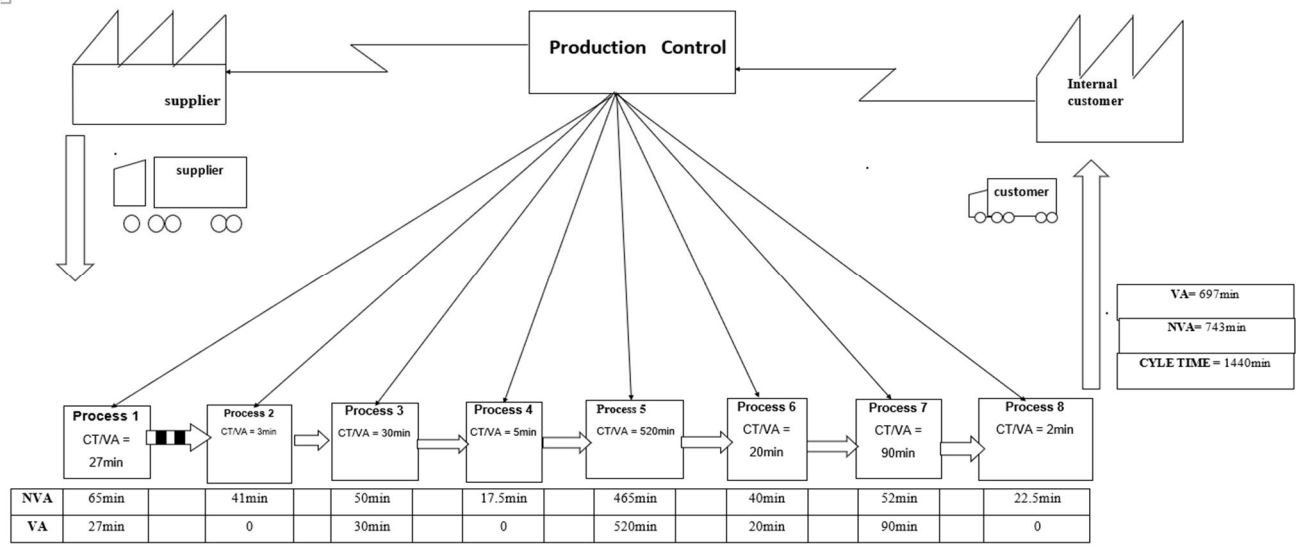 Production Control
supplier
Internal
customer
supplier
customer
VA= 697min
NVA= 743min
CYLE TIME = 1440min
Process 1
CT/VA =
27min
Process 2
CT/VA = 3min
Process 3
CT/VA = 30min
Process 4
CT/VA = 5min
Process 5
CT/VA = 520min
Process 6
CT/VA =
20min
Process 7
CT/VA =
90min
Process 8
CT/VA = 2min
NVA 65min 41min 50min 17.5min 465min 40min 52min 22.5min
VA 27min 0 30min 0 520min 20min 90min 0